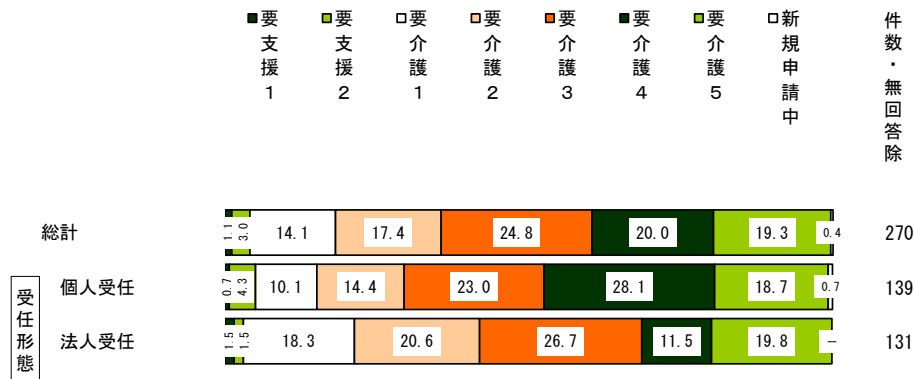 ■要支援１
■要支援２
□要介護１
■要介護２
■要介護３
■要介護４
■要介護５
□新規申請中
件数・無回答除
総計 1.1 3.0 14.1 17.4 24.8 20.0 19.3 0.4 270
受任形態
個人受任 0.7 4.3 10.1 14.4 23.0 28.1 18.7 0.7 139
法人受任 1.5 1.5 18.3 20.6 26.7 11.5 19.8 － 131